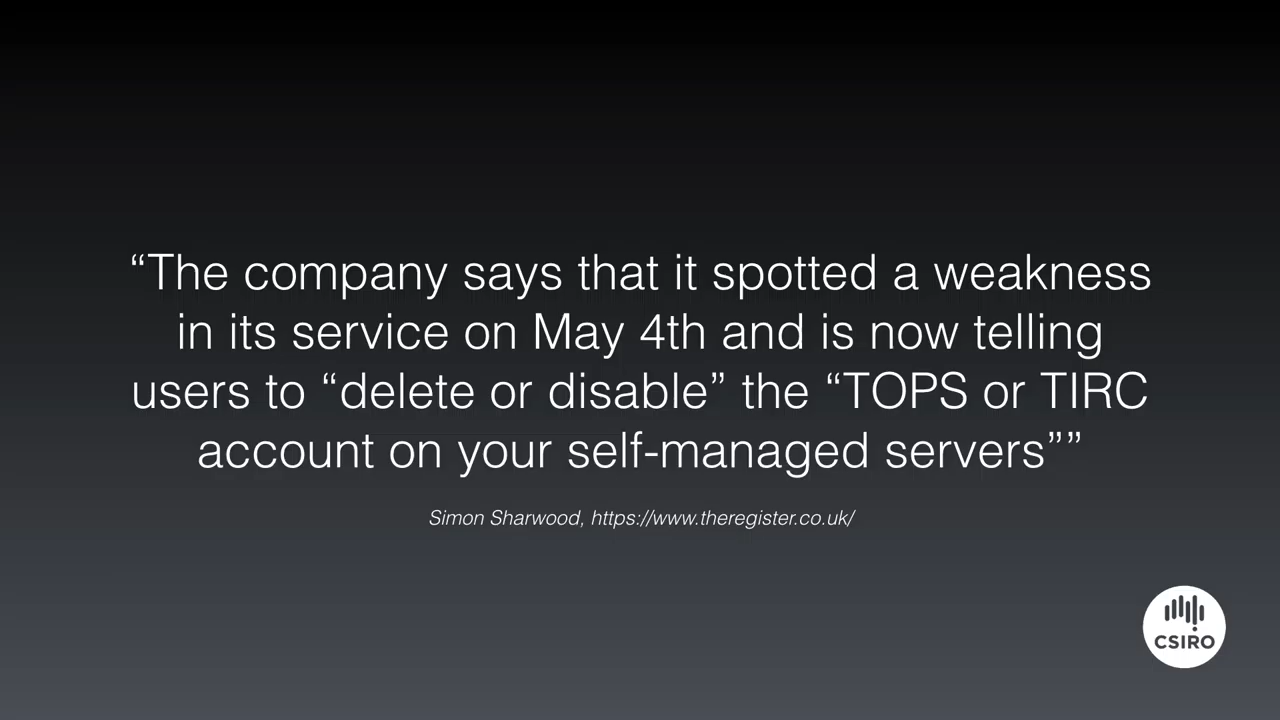 “The company says that it spotted a weakness
in its service on May 4th and is now telling
users to “delete or disable” the “TOPS or TIRC
account on your self-managed servers””
Simon Sharwood, https://www.theregister.co.uk/
CSIRO